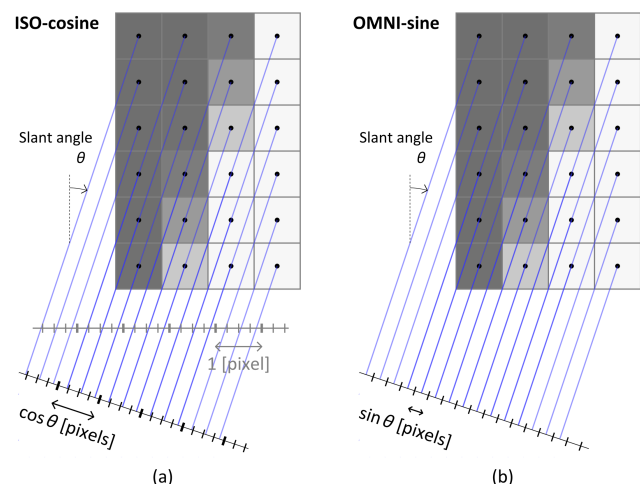 ISO-cosine
Slant angle
θ
1 [pixel]
cos θ [pixels]
(a)
OMNI-sine
Slant angle
θ
sin θ [pixels]
(b)